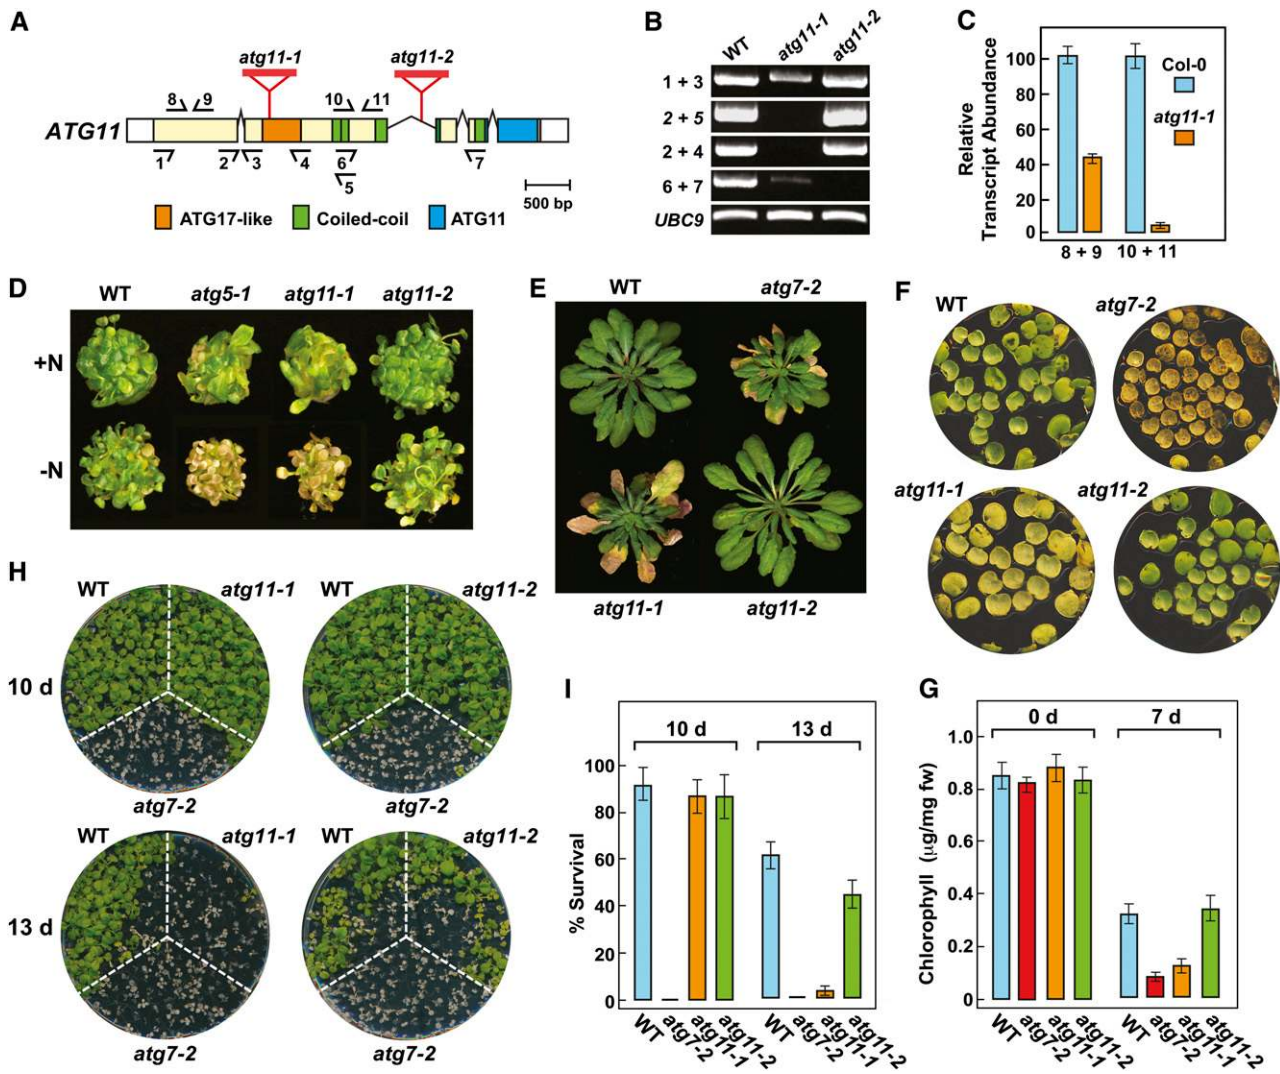 A
atg11-1
atg11-2
8 9 10 11
ATG11
1 2 3 4 6 7
5
500 bp
ATG17-like Coiled-coil ATG11
B
WT atg11-1 atg11-2
1 + 3
2 + 5
2 + 4
6 + 7
UBC9
C
Relative
Transcript Abundance
100
80
60
40
20
0
Col-0
atg11-1
8 + 9 10 + 11
D
WT atg5-1 atg11-1 atg11-2
+N
-N
E
WT atg7-2
atg11-1 atg11-2
F
WT atg7-2
atg11-1 atg11-2
H
WT atg11-1 WT atg11-2
10 d
atg7-2 atg7-2
WT atg11-1 WT atg11-2
13 d
atg7-2 atg7-2
I
% Survival
100
80
60
40
20
0
10 d 13 d
WT atg7-2 atg11-1 atg11-2 WT atg7-2 atg11-1 atg11-2
G
Chlorophyll (μg/mg fw)
1.0
0.8
0.6
0.4
0.2
0
0 d 7 d
WT atg7-2 atg11-1 atg11-2 WT atg7-2 atg11-1 atg11-2